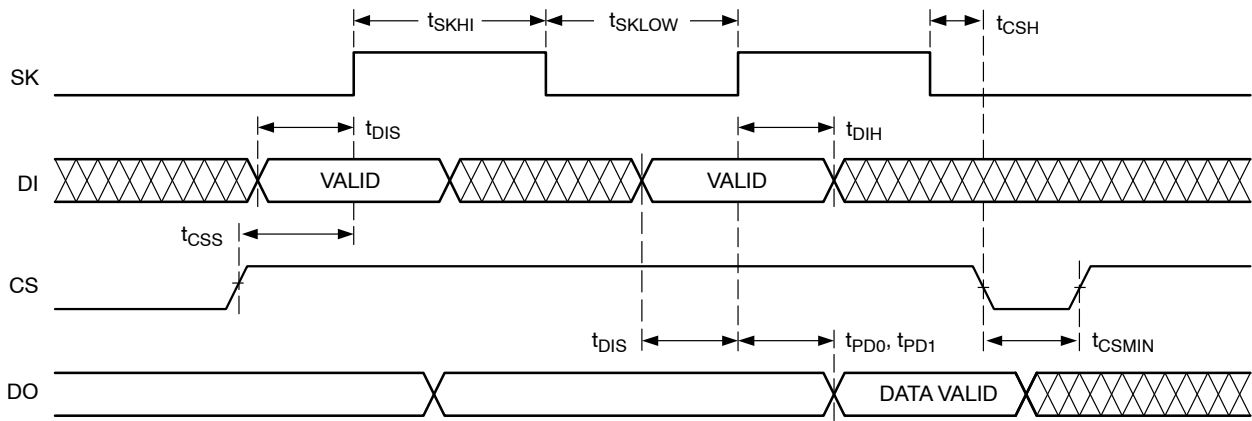 tSKHI
tSKLOW
tCSH
SK
tDIS
tDIH
DI
VALID
VALID
tCSS
CS
tDIS
tPD0, tPD1
tCSMIN
DO
DATA VALID